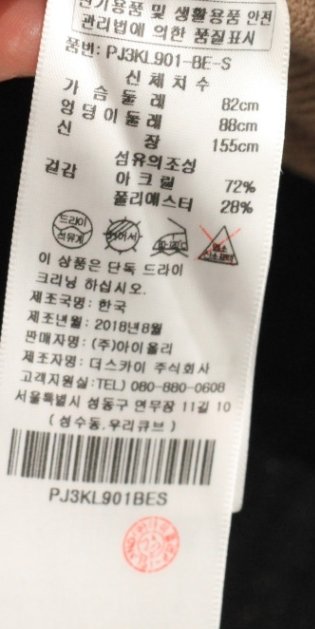 전기용품 및 생활용품 안전
관리법에 의한 품질표시
품번: PJ3KL901-BE-S
신체치수
가슴둘레 82cm
엉덩이둘레 88cm
신장 155cm
섬유의조성
겉감 아크릴 72%
폴리에스터 28%
드라이
석유계
이 상품은 단독 드라이
크리닝 하십시오.
제조국명: 한국
제조년월: 2018년8월
판매자명: (주)아이올리
제조자명: 더스카이 주식회사
고객지원실:TEL) 080-880-0608
서울특별시 성동구 연무장 11길 10
(성수동,우리큐브)
PJ3KL901BES